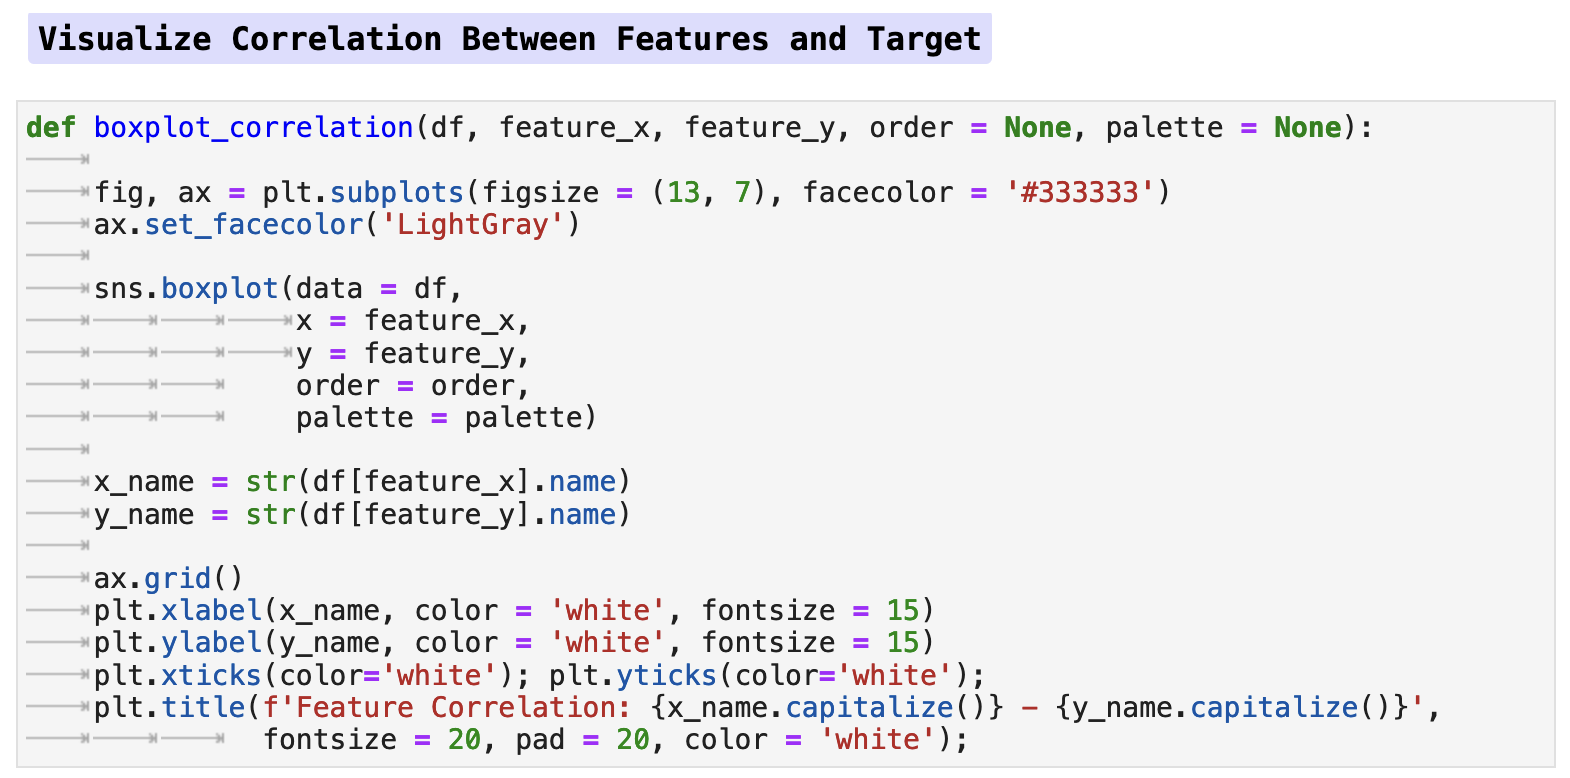 Visualize Correlation Between Features and Target
def boxplot_correlation(df, feature_x, feature_y, order = None, palette = None):
fig, ax = plt.subplots(figsize = (13, 7), facecolor = '#333333')
ax.set_facecolor('LightGray')
sns.boxplot(data = df,
x = feature_x,
y = feature_y,
order = order,
palette = palette)
x_name = str(df[feature_x].name)
y_name = str(df[feature_y].name)
ax.grid()
plt.xlabel(x_name, color = 'white', fontsize = 15)
plt.ylabel(y_name, color = 'white', fontsize = 15)
plt.xticks(color='white'); plt.yticks(color='white');
plt.title(f'Feature Correlation: {x_name.capitalize()} - {y_name.capitalize()}',
fontsize = 20, pad = 20, color = 'white');